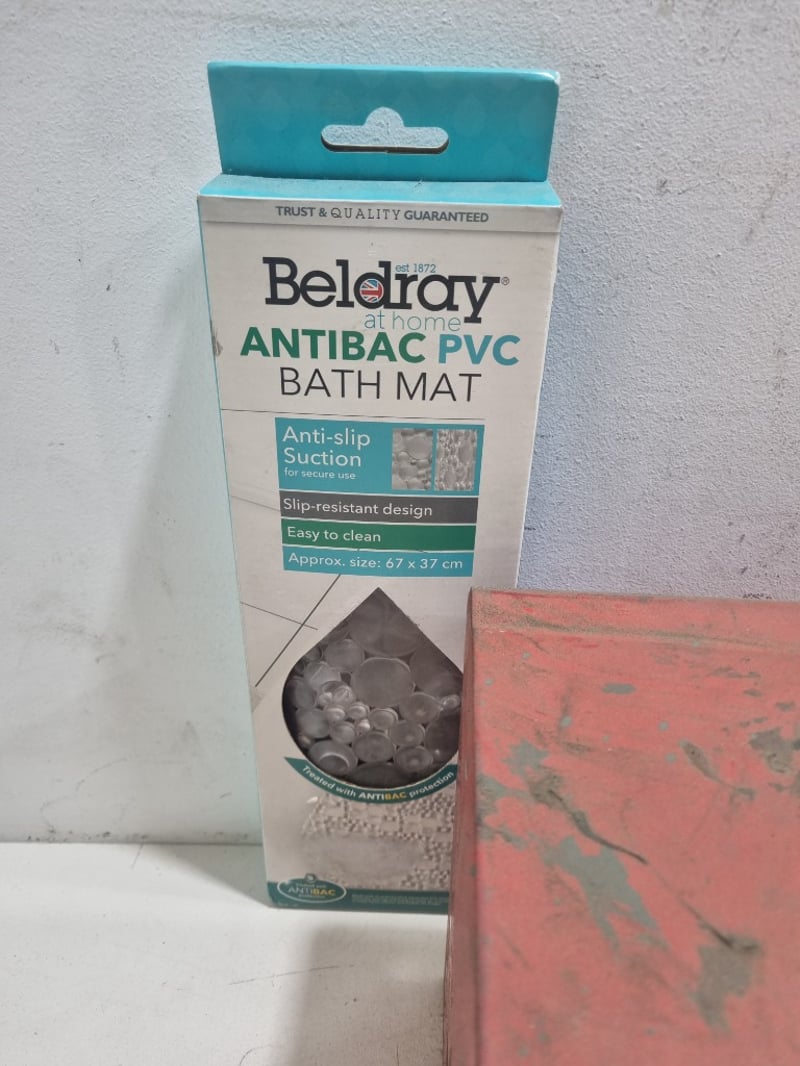 TRUST & QUALITY GUARANTEED
est 1872
Beldray®
at home
ANTIBAC PVC
BATH MAT
Anti-slip
Suction
for secure use
Slip-resistant design
Easy to clean
Approx. size: 67 x 37 cm
Treated with ANTIBAC protection
ANTIBAC